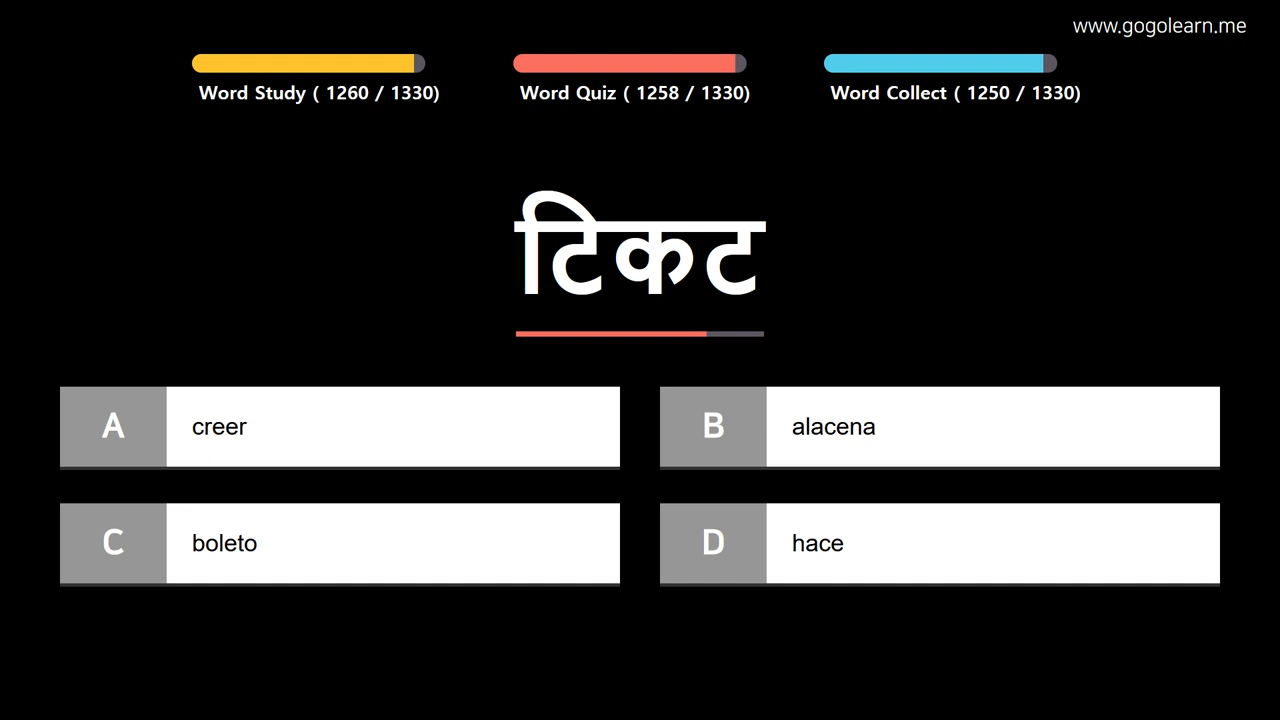 www.gogolearn.me
Word Study ( 1260 / 1330)
Word Quiz ( 1258 / 1330)
Word Collect ( 1250 / 1330)
टिकट
A creer
B alacena
C boleto
D hace